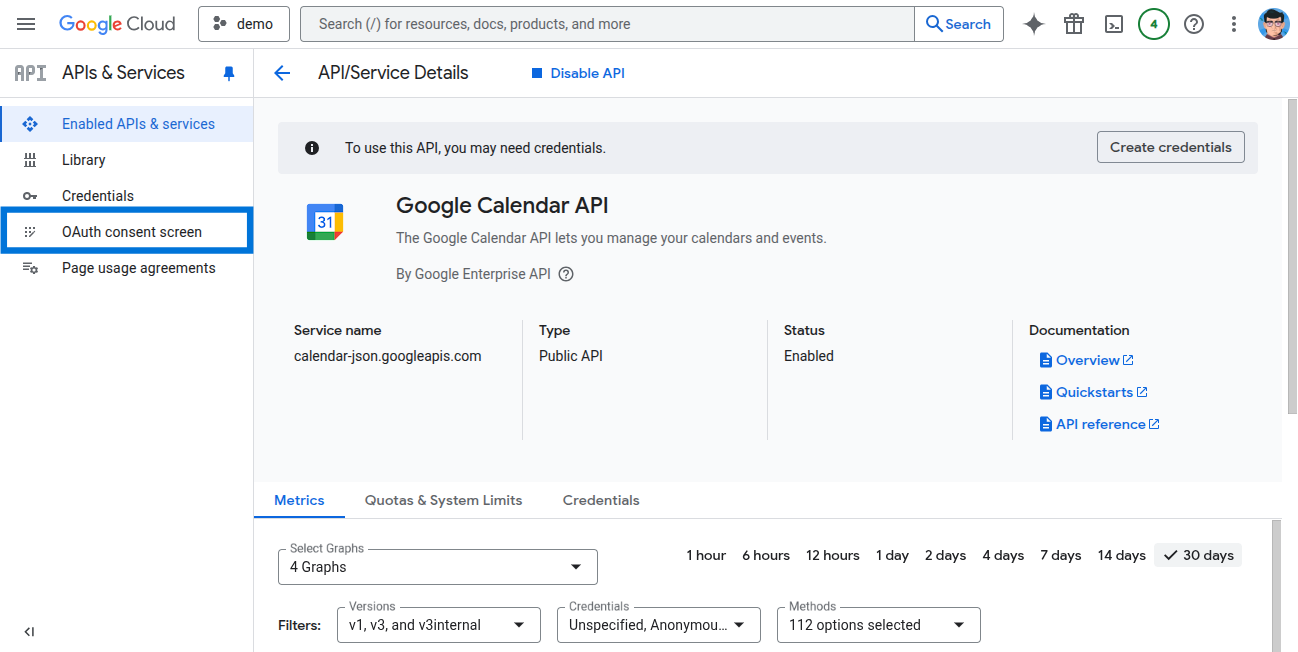 Google Cloud
demo
Search (/) for resources, docs, products, and more
Search
4
API
APIs & Services
API/Service Details
Disable API
Enabled APIs & services
Library
Credentials
OAuth consent screen
Page usage agreements
To use this API, you may need credentials.
Create credentials
31
Google Calendar API
The Google Calendar API lets you manage your calendars and events.
By Google Enterprise API
Service name
calendar-json.googleapis.com
Type
Public API
Status
Enabled
Documentation
Overview
Quickstarts
API reference
Metrics
Quotas & System Limits
Credentials
Select Graphs
4 Graphs
1 hour
6 hours
12 hours
1 day
2 days
4 days
7 days
14 days
30 days
Filters:
Versions
v1, v3, and v3internal
Credentials
Unspecified, Anonymou...
Methods
112 options selected